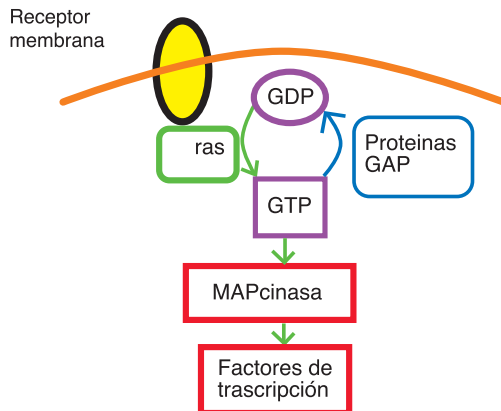 Receptor
membrana
GDP
ras
Proteinas
GAP
GTP
MAPcinasa
Factores de
trascripción